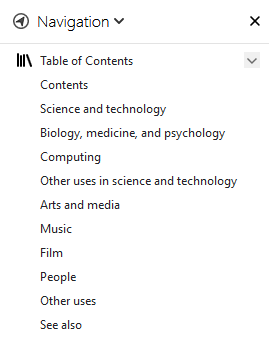 Navigation
Table of Contents
Contents
Science and technology
Biology, medicine, and psychology
Computing
Other uses in science and technology
Arts and media
Music
Film
People
Other uses
See also